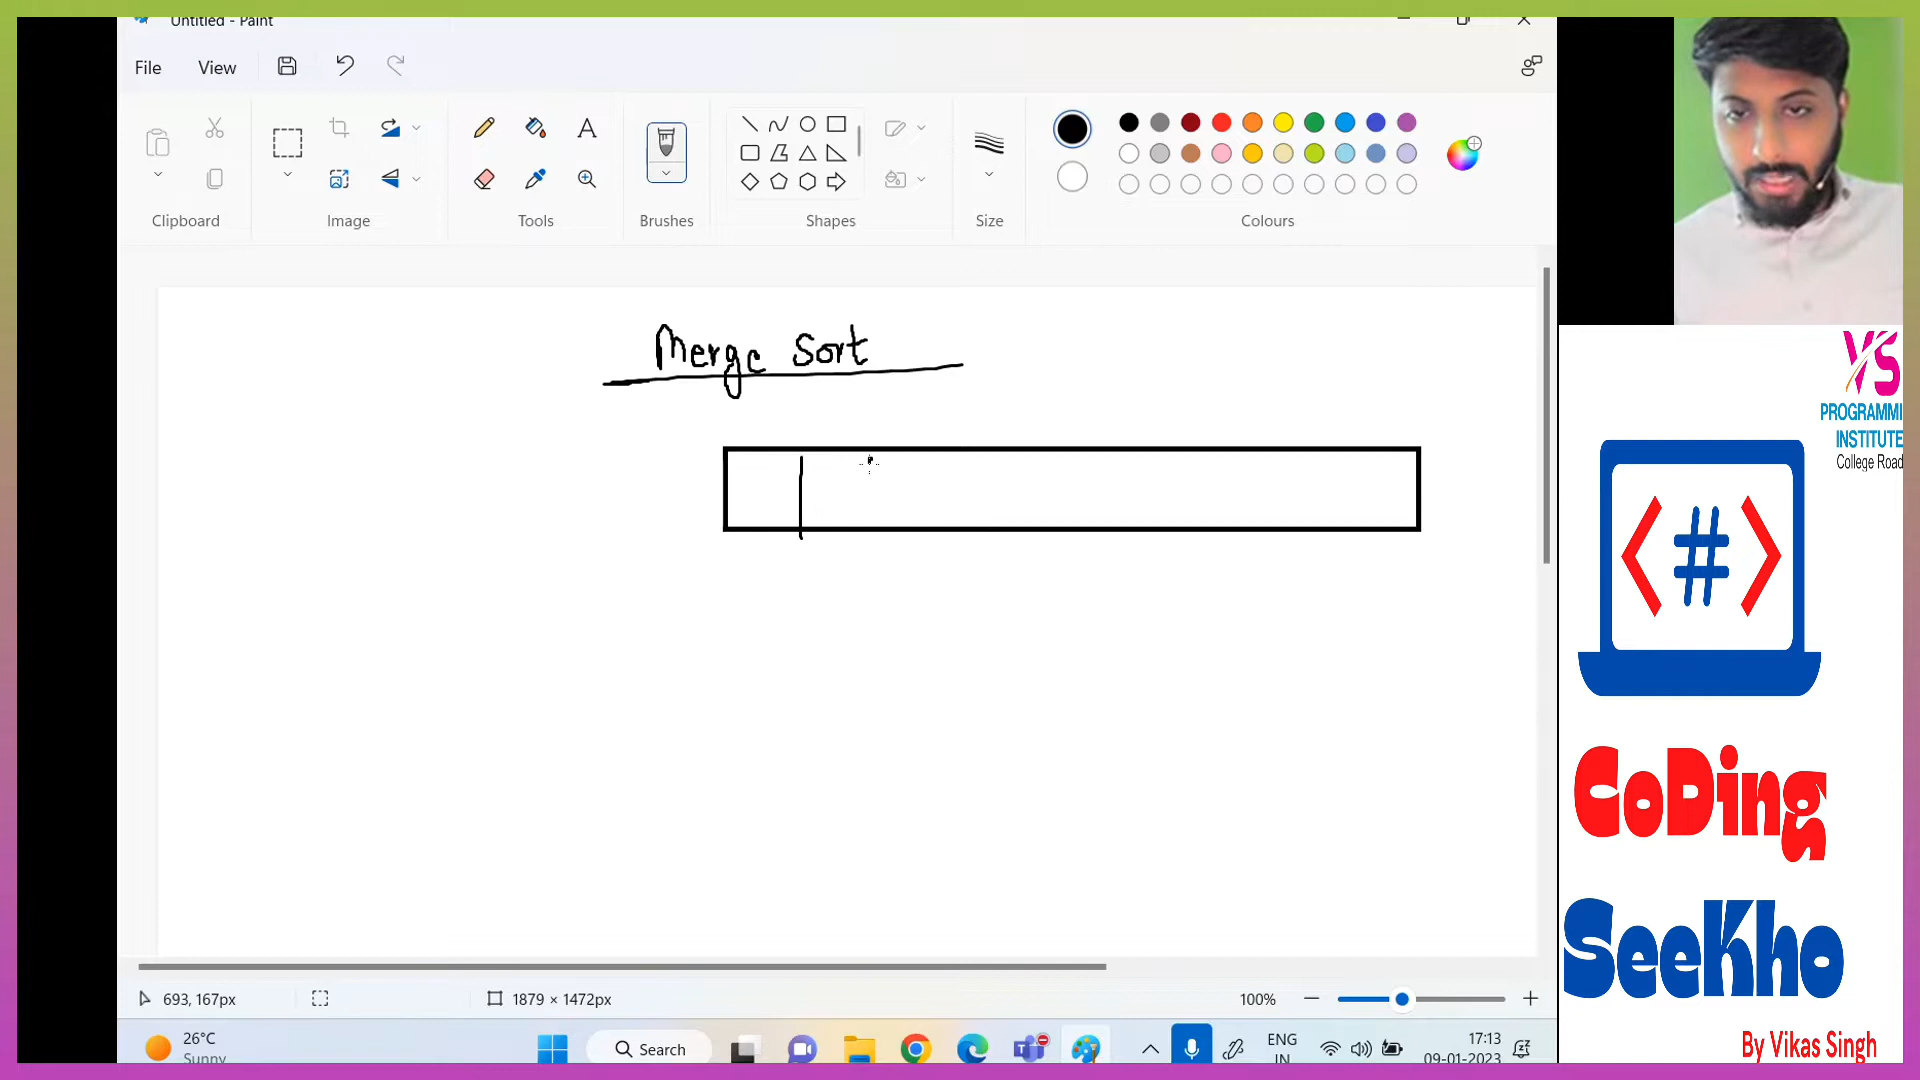 Untitled - Paint
File View
Clipboard Image Tools Brushes Shapes Size Colours
Merge Sort
VS
PROGRAMMI
INSTITUTE
College Road
< # >
CoDing
SeeKho
By Vikas Singh
693, 167px 1879 × 1472px 100%
26°C
Sunny
Search
ENG
IN
17:13
09-01-2023